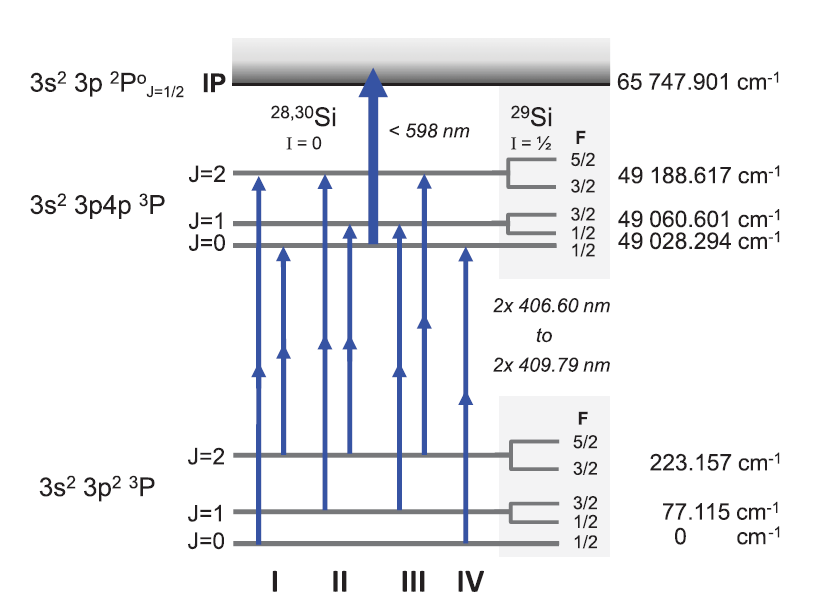 3s² 3p ²Pᵒ J=1/2 IP 65 747.901 cm⁻¹
²⁸,³⁰Si ²⁹Si
I = 0 < 598 nm I = ½ F
5/2
J=2 49 188.617 cm⁻¹
3/2
3s² 3p4p ³P
3/2
J=1 49 060.601 cm⁻¹
1/2
J=0 49 028.294 cm⁻¹
1/2
2x 406.60 nm
to
2x 409.79 nm
F
5/2
J=2 223.157 cm⁻¹
3/2
3s² 3p² ³P
3/2
J=1 77.115 cm⁻¹
1/2
J=0 1/2 0 cm⁻¹
I II III IV